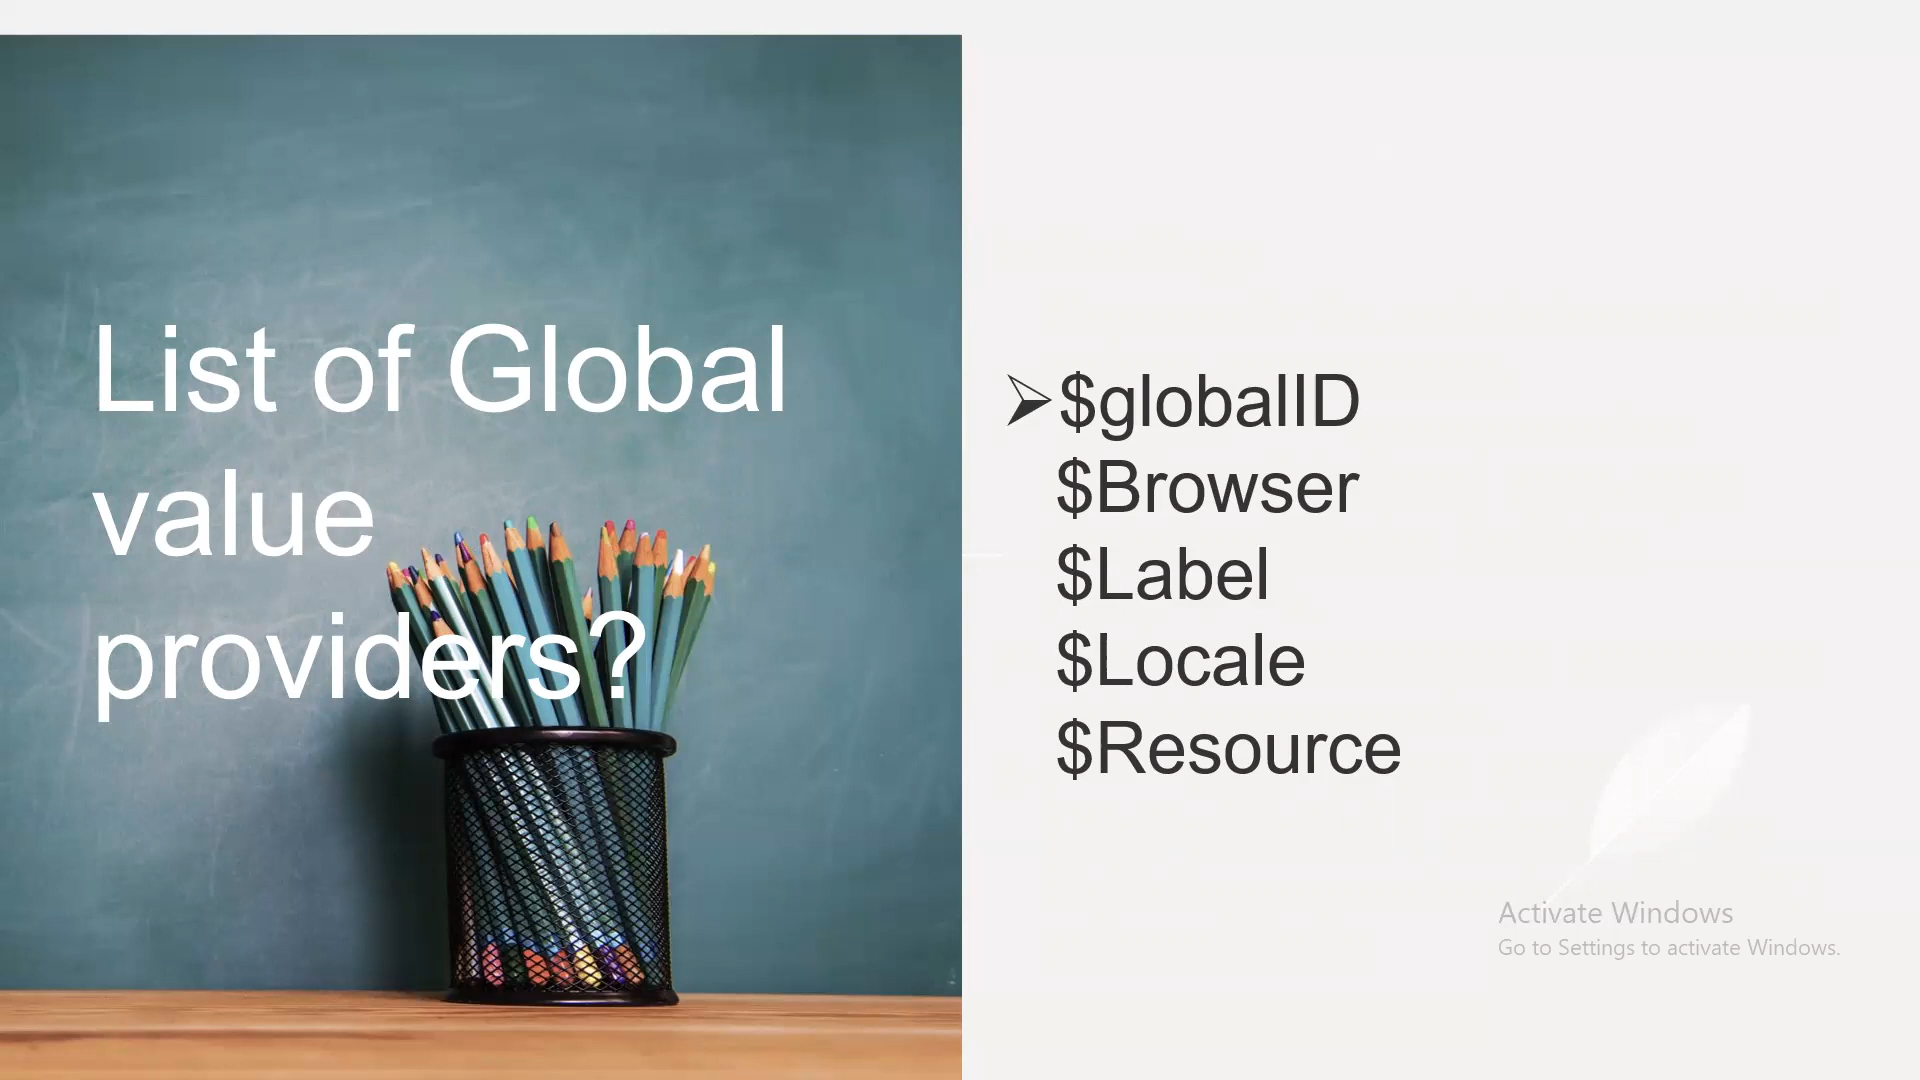 List of Global
value
providers?
➢$globalID
$Browser
$Label
$Locale
$Resource
Activate Windows
Go to Settings to activate Windows.